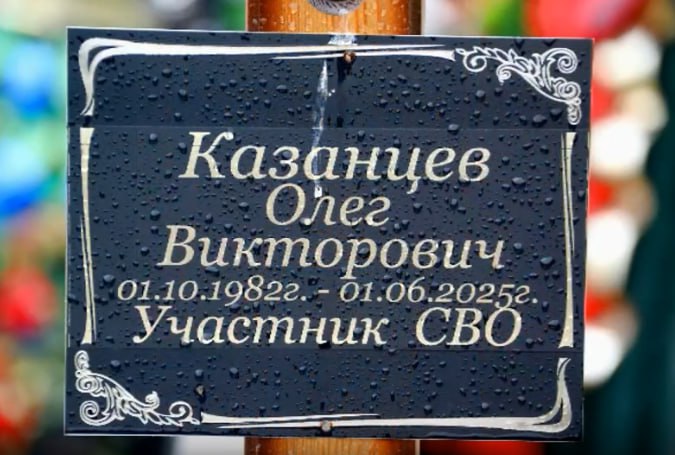 Казанцев
Олег
Викторович
01.10.1982г. - 01.06.2025г.
Участник СВО